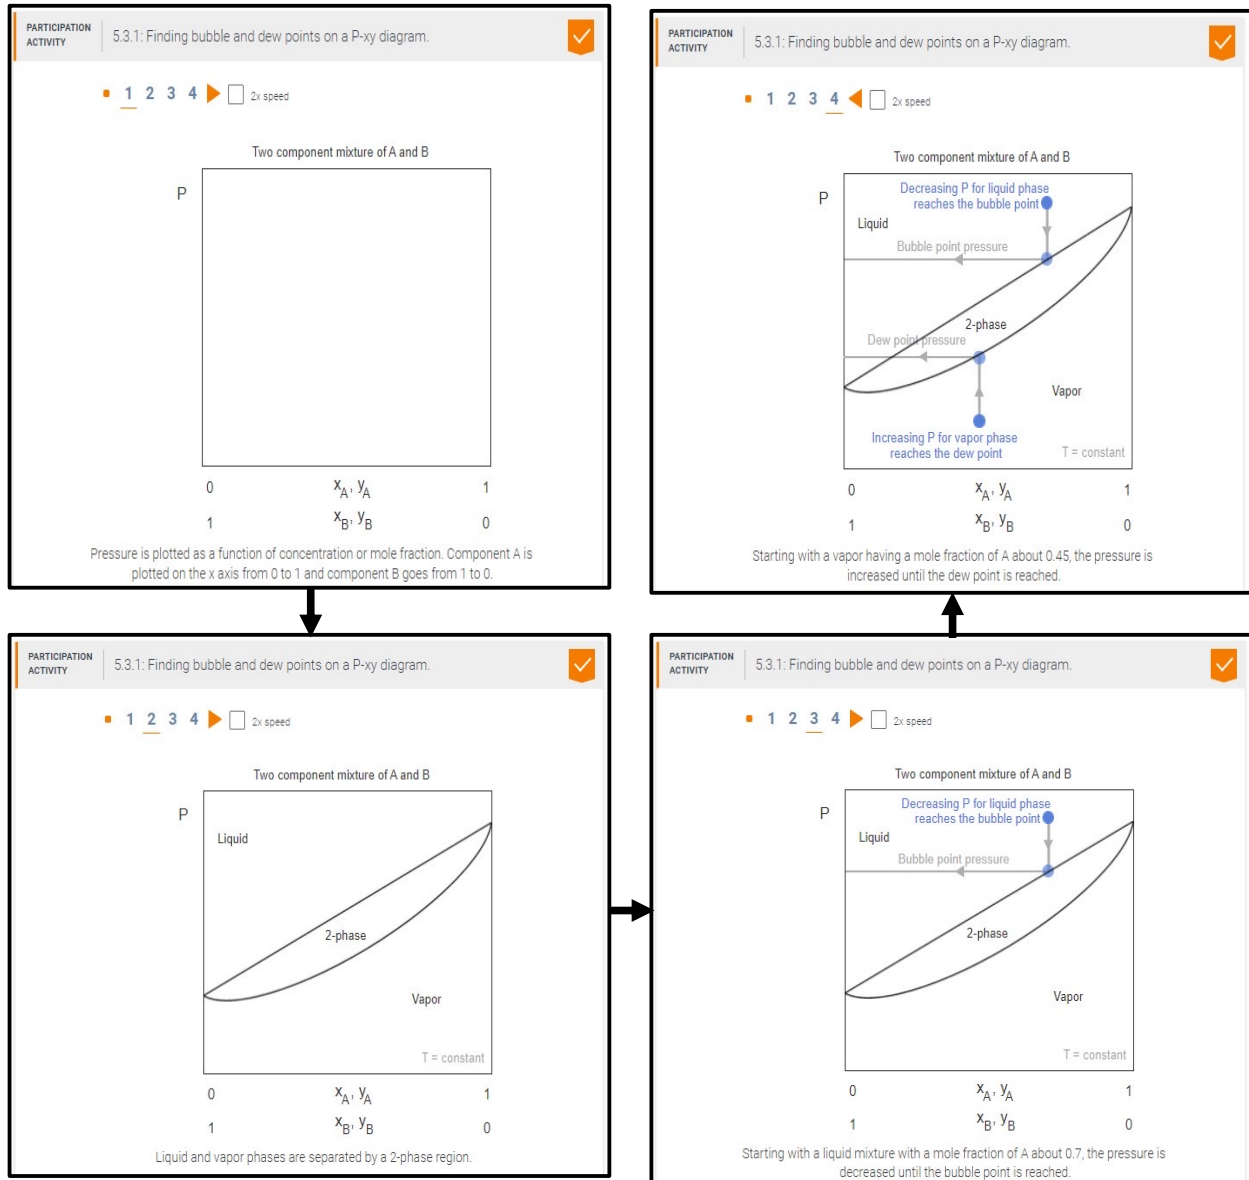 PARTICIPATION
ACTIVITY
5.3.1: Finding bubble and dew points on a P-xy diagram.
1 2 3 4
2x speed
Two component mixture of A and B
P
0 xA, yA 1
1 xB, yB 0
Pressure is plotted as a function of concentration or mole fraction. Component A is
plotted on the x axis from 0 to 1 and component B goes from 1 to 0.
PARTICIPATION
ACTIVITY
5.3.1: Finding bubble and dew points on a P-xy diagram.
1 2 3 4
2x speed
Two component mixture of A and B
P
Liquid
2-phase
Vapor
T = constant
0 xA, yA 1
1 xB, yB 0
Liquid and vapor phases are separated by a 2-phase region.
PARTICIPATION
ACTIVITY
5.3.1: Finding bubble and dew points on a P-xy diagram.
1 2 3 4
2x speed
Two component mixture of A and B
P
Decreasing P for liquid phase
reaches the bubble point
Liquid
Bubble point pressure
2-phase
Vapor
T = constant
0 xA, yA 1
1 xB, yB 0
Starting with a liquid mixture with a mole fraction of A about 0.7, the pressure is
decreased until the bubble point is reached.
PARTICIPATION
ACTIVITY
5.3.1: Finding bubble and dew points on a P-xy diagram.
1 2 3 4
2x speed
Two component mixture of A and B
P
Decreasing P for liquid phase
reaches the bubble point
Liquid
Bubble point pressure
2-phase
Dew point pressure
Vapor
Increasing P for vapor phase
reaches the dew point
T = constant
0 xA, yA 1
1 xB, yB 0
Starting with a vapor having a mole fraction of A about 0.45, the pressure is
increased until the dew point is reached.